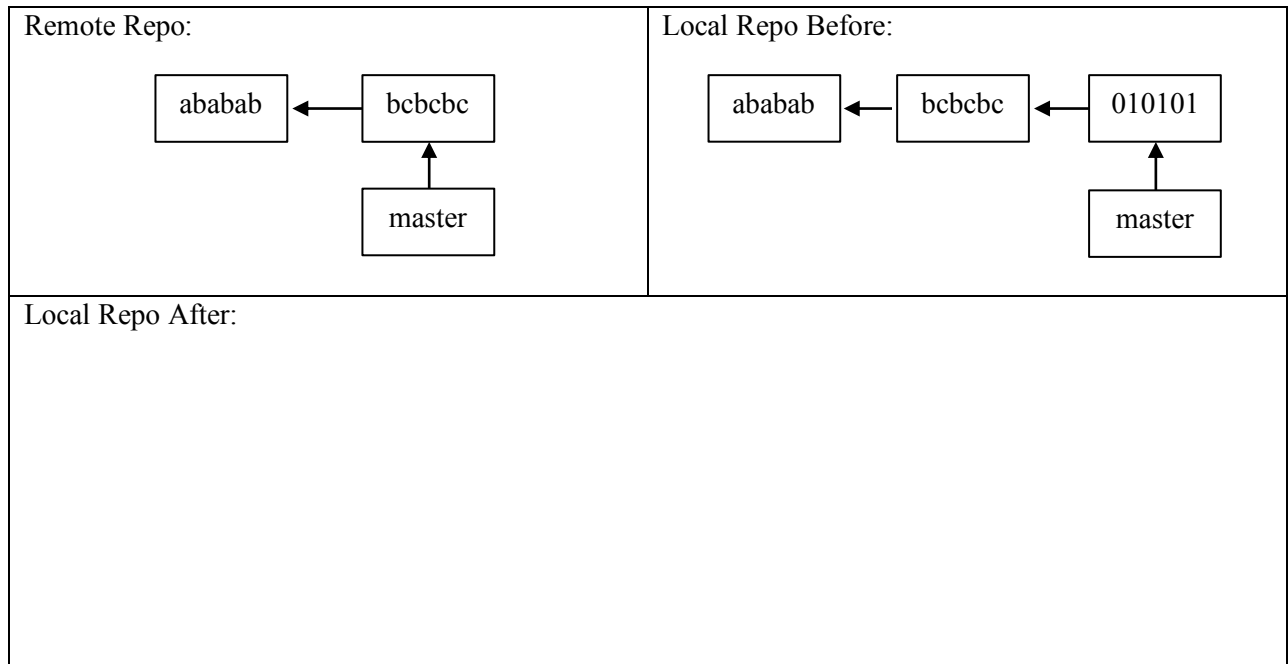 Remote Repo:
ababab
bcbcbc
master
Local Repo Before:
ababab
bcbcbc
010101
master
Local Repo After: